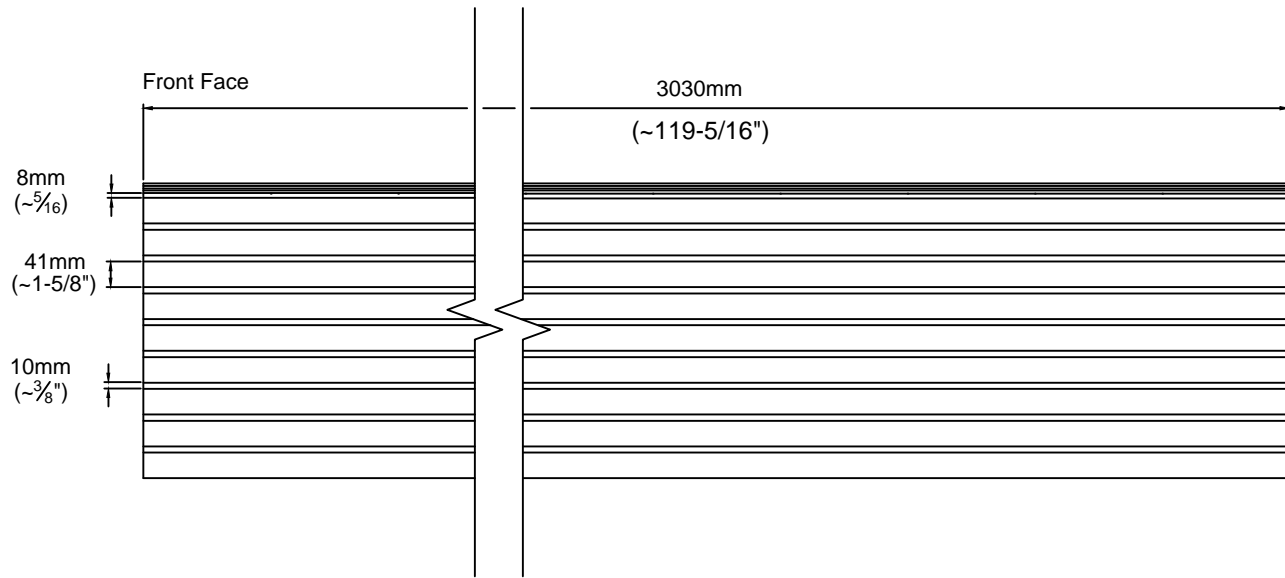 Front Face
3030mm
(~119-5/16")
8mm
(~5⁄16)
41mm
(~1-5/8")
10mm
(~3⁄8")